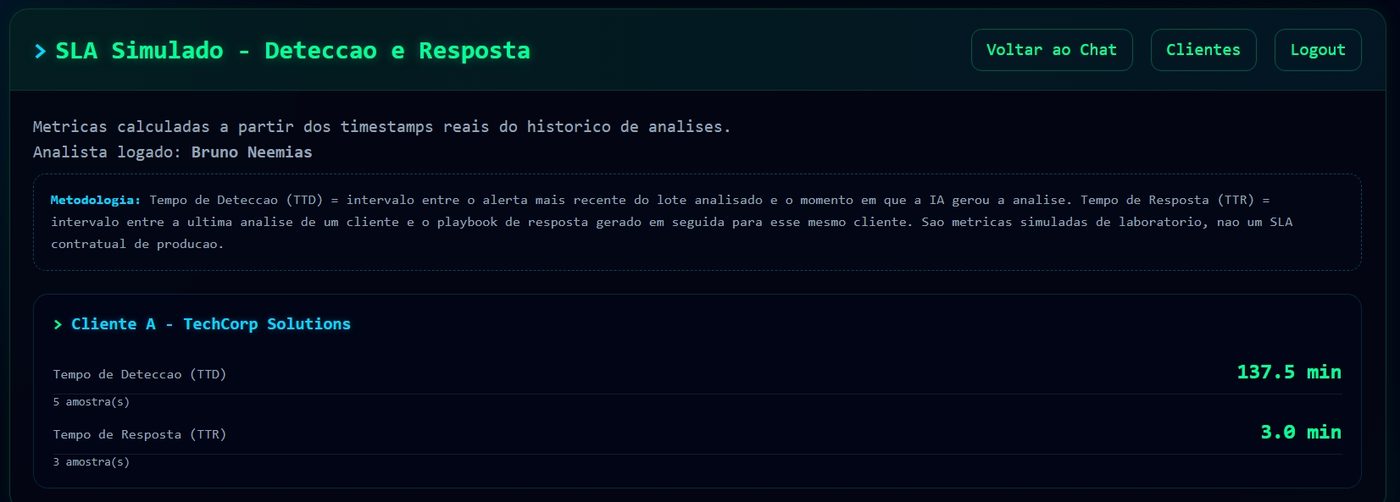 > SLA Simulado - Deteccao e Resposta
Voltar ao Chat
Clientes
Logout
Metricas calculadas a partir dos timestamps reais do historico de analises.
Analista logado: Bruno Neemias
Metodologia: Tempo de Deteccao (TTD) = intervalo entre o alerta mais recente do lote analisado e o momento em que a IA gerou a analise. Tempo de Resposta (TTR) =
intervalo entre a ultima analise de um cliente e o playbook de resposta gerado em seguida para esse mesmo cliente. Sao metricas simuladas de laboratorio, nao um SLA
contratual de producao.
> Cliente A - TechCorp Solutions
Tempo de Deteccao (TTD)
137.5 min
5 amostra(s)
Tempo de Resposta (TTR)
3.0 min
3 amostra(s)